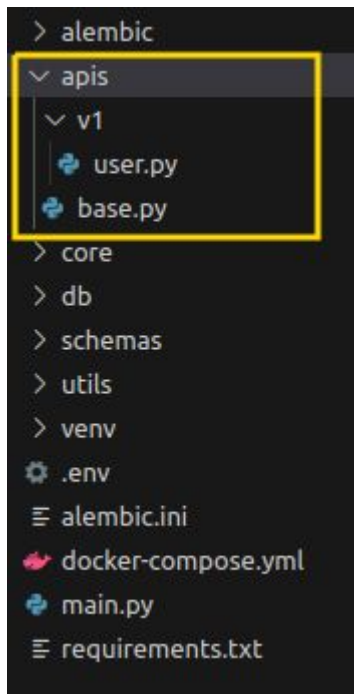 alembic
apis
v1
user.py
base.py
core
db
schemas
utils
venv
.env
alembic.ini
docker-compose.yml
main.py
requirements.txt